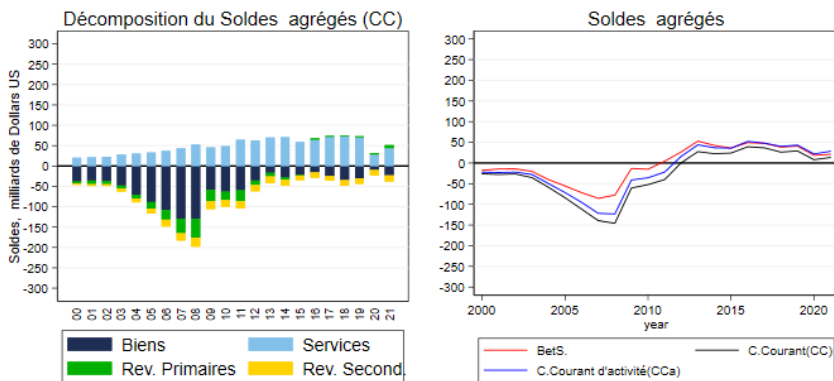 Décomposition du Soldes agrégés (CC)
Soldes, milliards de Dollars US
300
250
200
150
100
50
0
-50
-100
-150
-200
-250
-300
00 01 02 03 04 05 06 07 08 09 10 11 12 13 14 15 16 17 18 19 20 21
Biens Services
Rev. Primaires Rev. Second.
Soldes agrégés
300
250
200
150
100
50
0
-50
-100
-150
-200
-250
-300
2000 2005 2010 2015 2020
year
BetS. C.Courant(CC)
C.Courant d'activité(CCa)